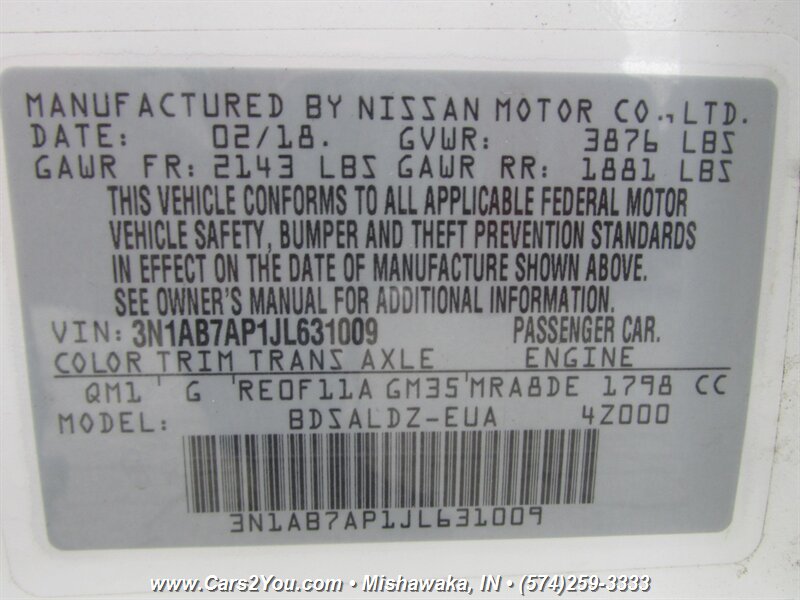 MANUFACTURED BY NISSAN MOTOR CO., LTD.
DATE: 02/18. GVWR: 3876 LBS
GAWR FR: 2143 LBS GAWR RR: 1881 LBS
THIS VEHICLE CONFORMS TO ALL APPLICABLE FEDERAL MOTOR
VEHICLE SAFETY, BUMPER AND THEFT PREVENTION STANDARDS
IN EFFECT ON THE DATE OF MANUFACTURE SHOWN ABOVE.
SEE OWNER'S MANUAL FOR ADDITIONAL INFORMATION.
VIN: 3N1AB7AP1JL631009 PASSENGER CAR.
COLOR TRIM TRANS AXLE ENGINE
QM1 G RE0F11A GM35 MRA8DE 1798 CC
MODEL: BDSALDZ-EUA 4Z000
3N1AB7AP1JL631009
www.Cars2You.com • Mishawaka, IN • (574)259-3333